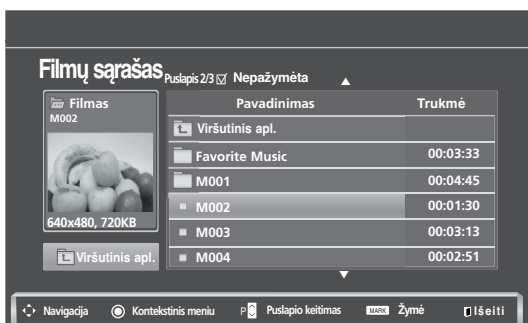 Filmų sąrašas Puslapis 2/3 Nepažymėta
Filmas
M002
640x480, 720KB
Viršutinis apl.
Pavadinimas Trukmė
Viršutinis apl.
Favorite Music 00:03:33
M001 00:04:45
M002 00:01:30
M003 00:03:13
M004 00:02:51
Navigacija Kontekstinis meniu P Puslapio keitimas MARK Žymė Išeiti